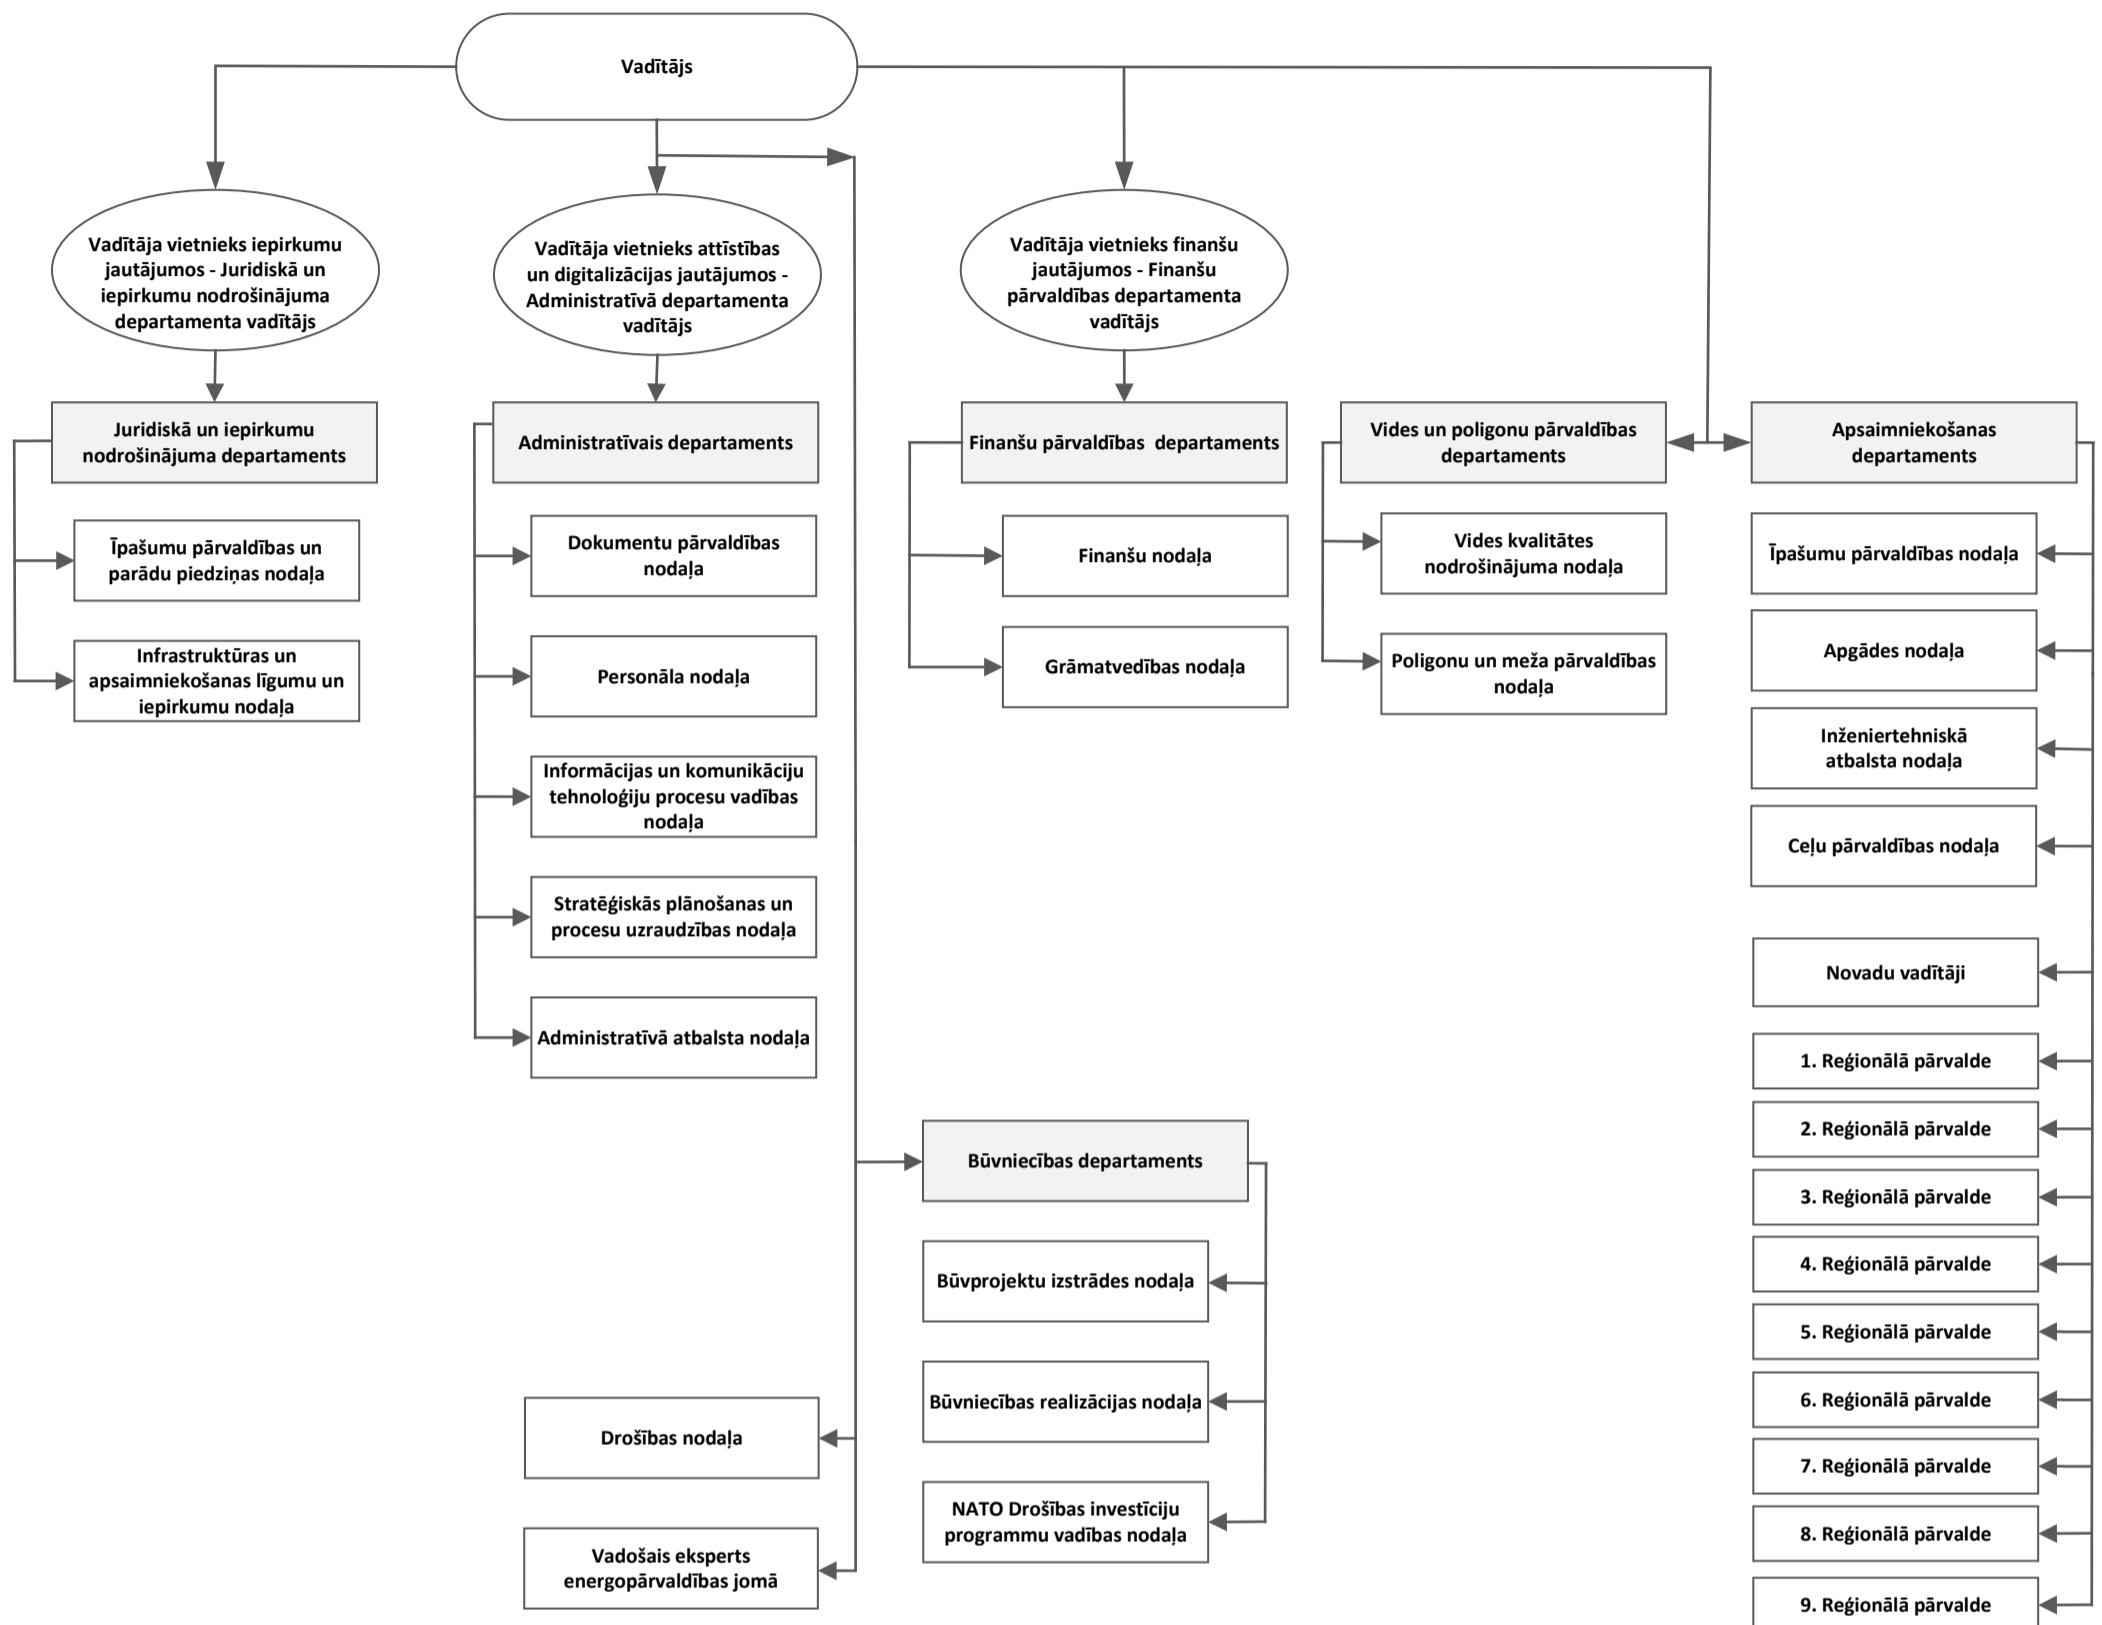 Vadītājs
Vadītāja vietnieks iepirkumu
jautājumos - Juridiskā un
iepirkumu nodrošinājuma
departamenta vadītājs
Vadītāja vietnieks attīstības
un digitalizācijas jautājumos -
Administratīvā departamenta
vadītājs
Vadītāja vietnieks finanšu
jautājumos - Finanšu
pārvaldības departamenta
vadītājs
Juridiskā un iepirkumu
nodrošinājuma departaments
Īpašumu pārvaldības un
parādu piedziņas nodaļa
Infrastruktūras un
apsaimniekošanas līgumu un
iepirkumu nodaļa
Administratīvais departaments
Dokumentu pārvaldības
nodaļa
Personāla nodaļa
Informācijas un komunikāciju
tehnoloģiju procesu vadības
nodaļa
Stratēģiskās plānošanas un
procesu uzraudzības nodaļa
Administratīvā atbalsta nodaļa
Finanšu pārvaldības  departaments
Finanšu nodaļa
Grāmatvedības nodaļa
Vides un poligonu pārvaldības
departaments
Vides kvalitātes
nodrošinājuma nodaļa
Poligonu un meža pārvaldības
nodaļa
Apsaimniekošanas
departaments
Īpašumu pārvaldības nodaļa
Apgādes nodaļa
Inženiertehniskā
atbalsta nodaļa
Ceļu pārvaldības nodaļa
Novadu vadītāji
1. Reģionālā pārvalde
2. Reģionālā pārvalde
3. Reģionālā pārvalde
4. Reģionālā pārvalde
5. Reģionālā pārvalde
6. Reģionālā pārvalde
7. Reģionālā pārvalde
8. Reģionālā pārvalde
9. Reģionālā pārvalde
Būvniecības departaments
Būvprojektu izstrādes nodaļa
Būvniecības realizācijas nodaļa
NATO Drošības investīciju
programmu vadības nodaļa
Drošības nodaļa
Vadošais eksperts
energopārvaldības jomā